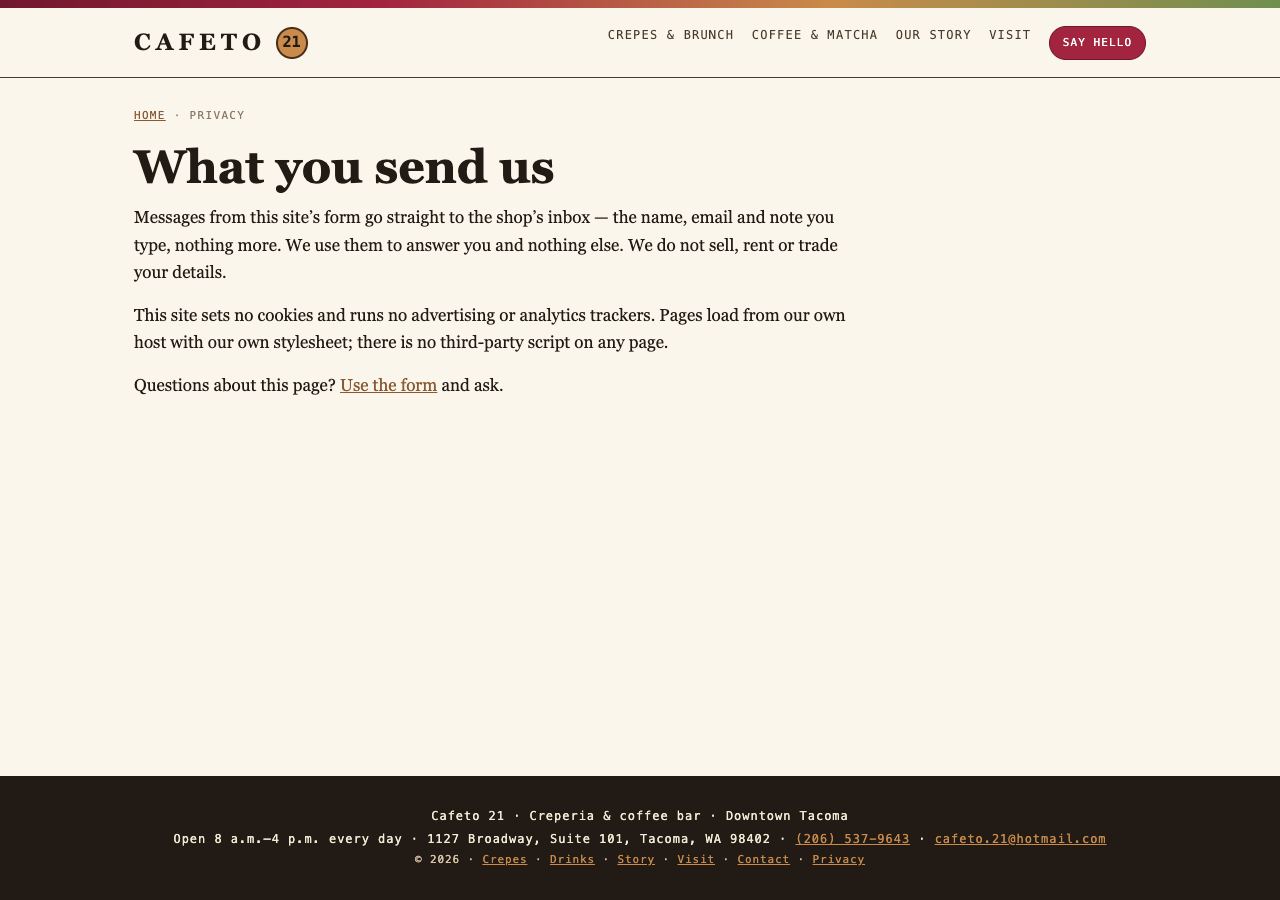 CAFETO 21
CREPES & BRUNCH COFFEE & MATCHA OUR STORY VISIT SAY HELLO
HOME · PRIVACY
What you send us
Messages from this site’s form go straight to the shop’s inbox — the name, email and note you
type, nothing more. We use them to answer you and nothing else. We do not sell, rent or trade
your details.
This site sets no cookies and runs no advertising or analytics trackers. Pages load from our own
host with our own stylesheet; there is no third-party script on any page.
Questions about this page? Use the form and ask.
Cafeto 21 · Creperia & coffee bar · Downtown Tacoma
Open 8 a.m.–4 p.m. every day · 1127 Broadway, Suite 101, Tacoma, WA 98402 · (206) 537-9643 · cafeto.21@hotmail.com
© 2026 · Crepes · Drinks · Story · Visit · Contact · Privacy